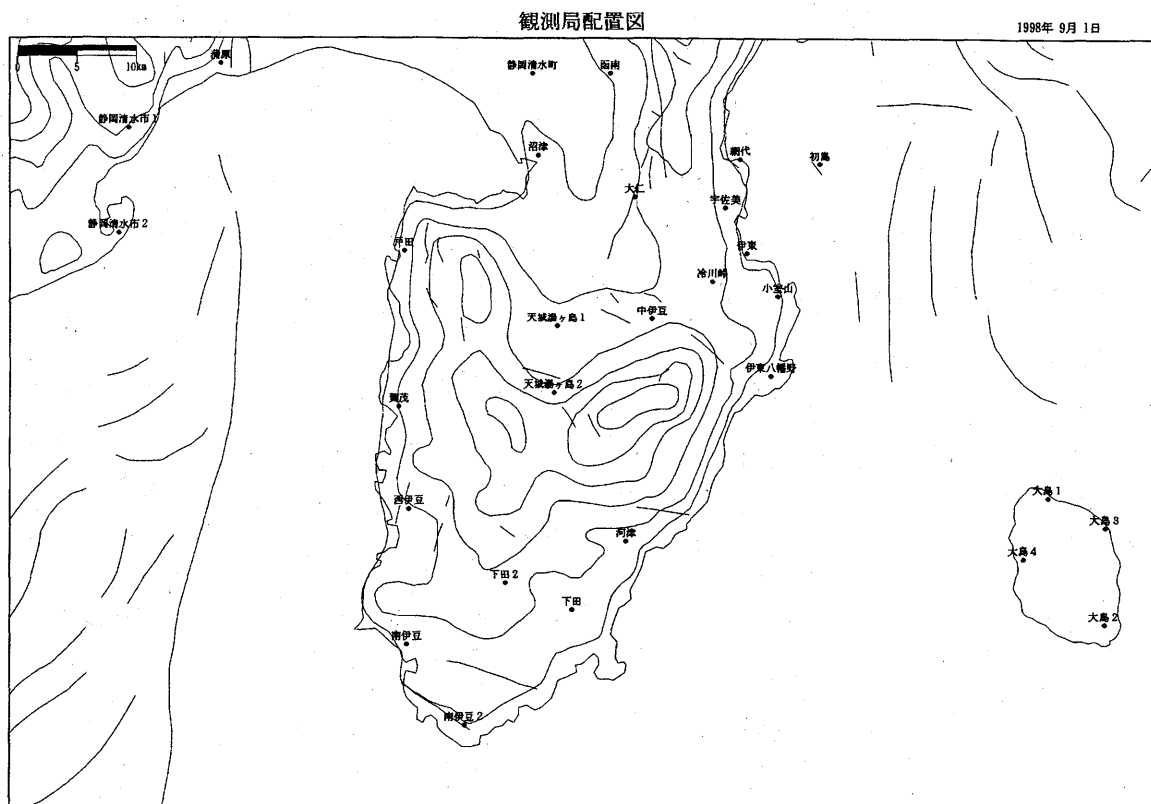 観測局配置図
1998年 9月 1日
0 5 10km
蒲原
静岡清水町
函南
静岡清水市1
沼津
網代
初島
大仁
宇佐美
静岡清水市2
戸田
伊東
冷川峠
小室山
天城湯ヶ島1
中伊豆
伊東八幡野
天城湯ヶ島2
賀茂
西伊豆
大島1
大島3
河津
大島4
下田2
下田
大島2
南伊豆
南伊豆2